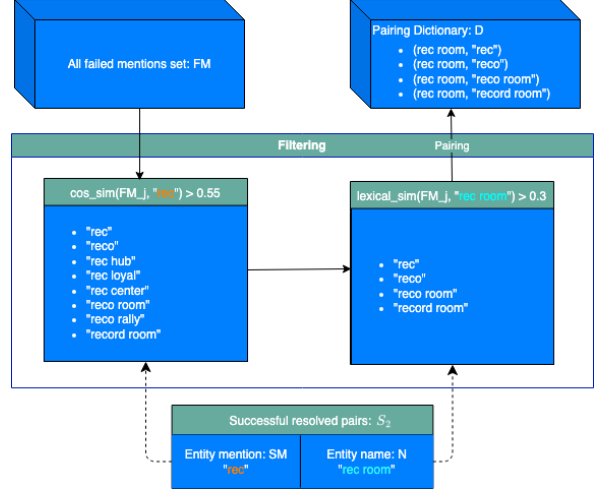 All failed mentions set: FM
Pairing Dictionary: D
• (rec room, "rec")
• (rec room, "reco")
• (rec room, "reco room")
• (rec room, "record room")
Filtering
Pairing
cos_sim(FM_j, "rec") > 0.55
• "rec"
• "reco"
• "rec hub"
• "rec loyal"
• "rec center"
• "reco room"
• "reco rally"
• "record room"
lexical_sim(FM_j, "rec room") > 0.3
• "rec"
• "reco"
• "reco room"
• "record room"
Successful resolved pairs: S₂
Entity mention: SM
"rec"
Entity name: N
"rec room"